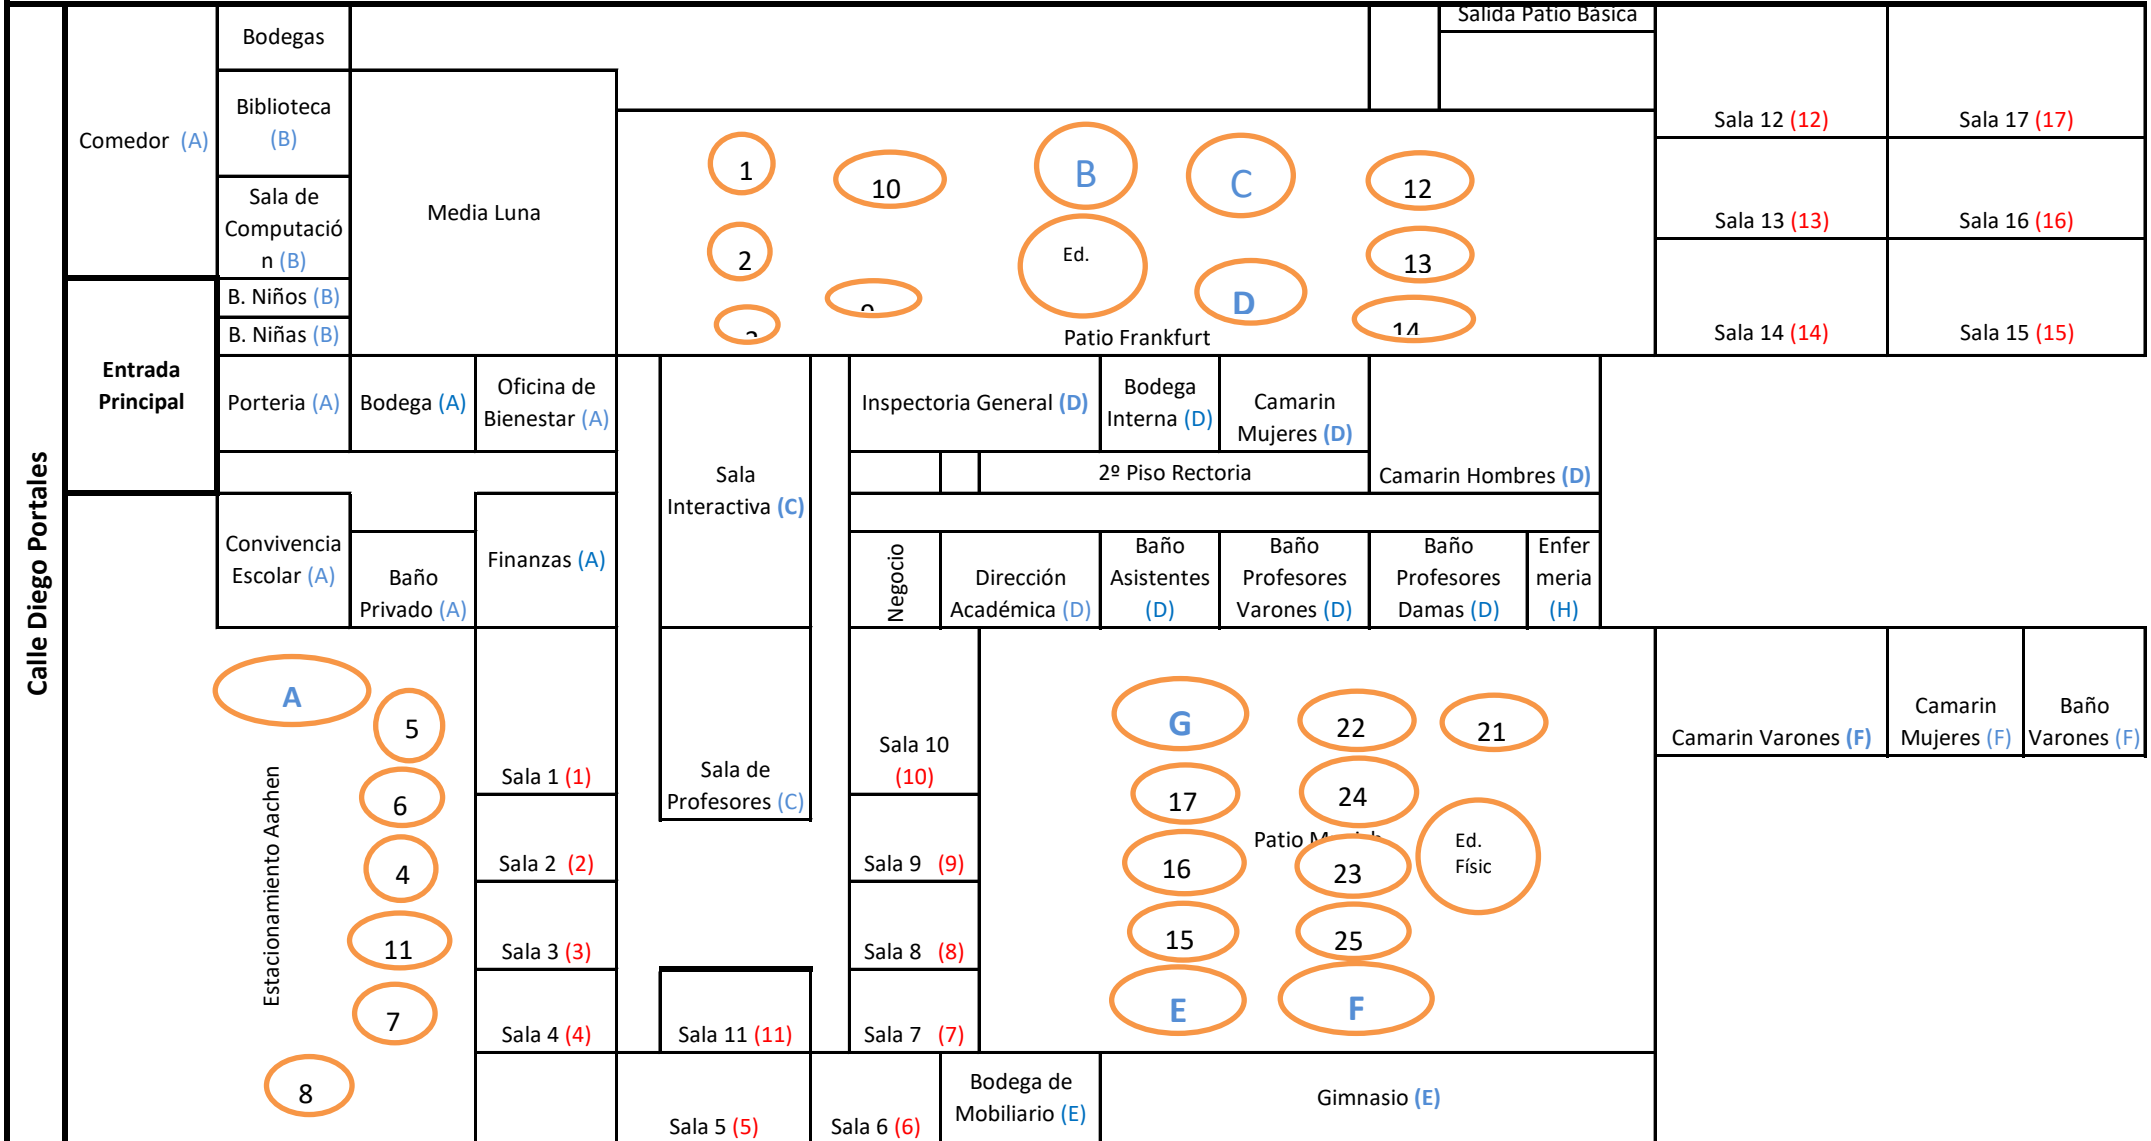 Calle Diego Portales
Comedor (A)
Bodegas
Biblioteca
(B)
Sala de
Computació
n (B)
B. Niños (B)
B. Niñas (B)
Media Luna
Salida Patio Básica
1
10
B
C
12
2
Ed.
13
D
14
Patio Frankfurt
Sala 12 (12)
Sala 17 (17)
Sala 13 (13)
Sala 16 (16)
Sala 14 (14)
Sala 15 (15)
Entrada
Principal
Porteria (A)
Bodega (A)
Oficina de
Bienestar (A)
Sala
Interactiva (C)
Inspectoria General (D)
Bodega
Interna (D)
Camarin
Mujeres (D)
2º Piso Rectoria
Camarin Hombres (D)
Convivencia
Escolar (A)
Baño
Privado (A)
Finanzas (A)
Negocio
Dirección
Académica (D)
Baño
Asistentes
(D)
Baño
Profesores
Varones (D)
Baño
Profesores
Damas (D)
Enfer
meria
(H)
A
5
6
4
11
7
8
Estacionamiento Aachen
Sala 1 (1)
Sala 2 (2)
Sala 3 (3)
Sala 4 (4)
Sala de
Profesores (C)
Sala 11 (11)
Sala 10
(10)
Sala 9 (9)
Sala 8 (8)
Sala 7 (7)
G
22
21
17
24
Patio
16
23
Ed.
Físic
15
25
E
F
Camarin Varones (F)
Camarin
Mujeres (F)
Baño
Varones (F)
Sala 5 (5)
Sala 6 (6)
Bodega de
Mobiliario (E)
Gimnasio (E)